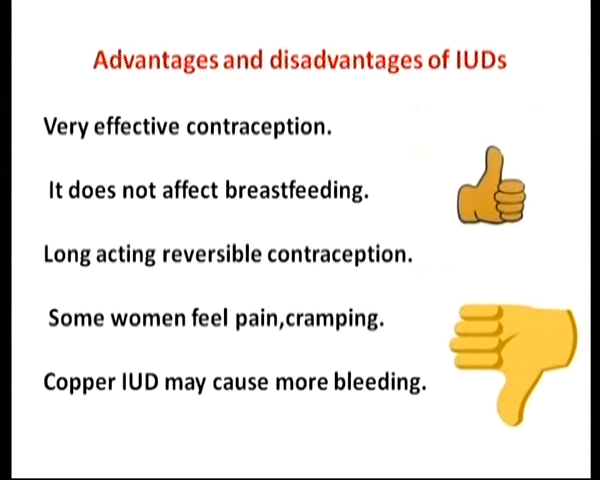 Advantages and disadvantages of IUDs
Very effective contraception.
It does not affect breastfeeding.
Long acting reversible contraception.
Some women feel pain,cramping.
Copper IUD may cause more bleeding.